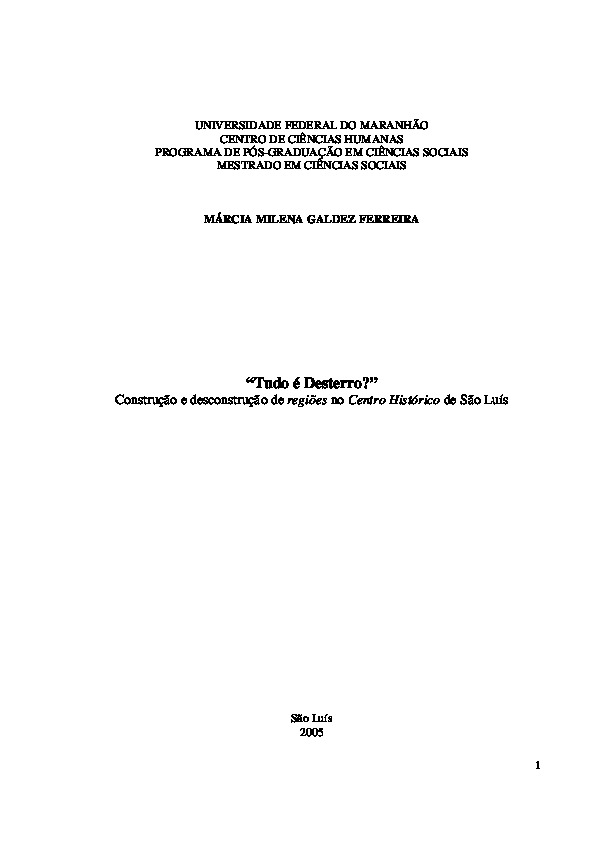 UNIVERSIDADE FEDERAL DO MARANHÃO
CENTRO DE CIÊNCIAS HUMANAS
PROGRAMA DE PÓS-GRADUAÇÃO EM CIÊNCIAS SOCIAIS
MESTRADO EM CIÊNCIAS SOCIAIS
MÁRCIA MILENA GALDEZ FERREIRA
“Tudo é Desterro?”
Construção e desconstrução de regiões no Centro Histórico de São Luís
São Luís
2005
1